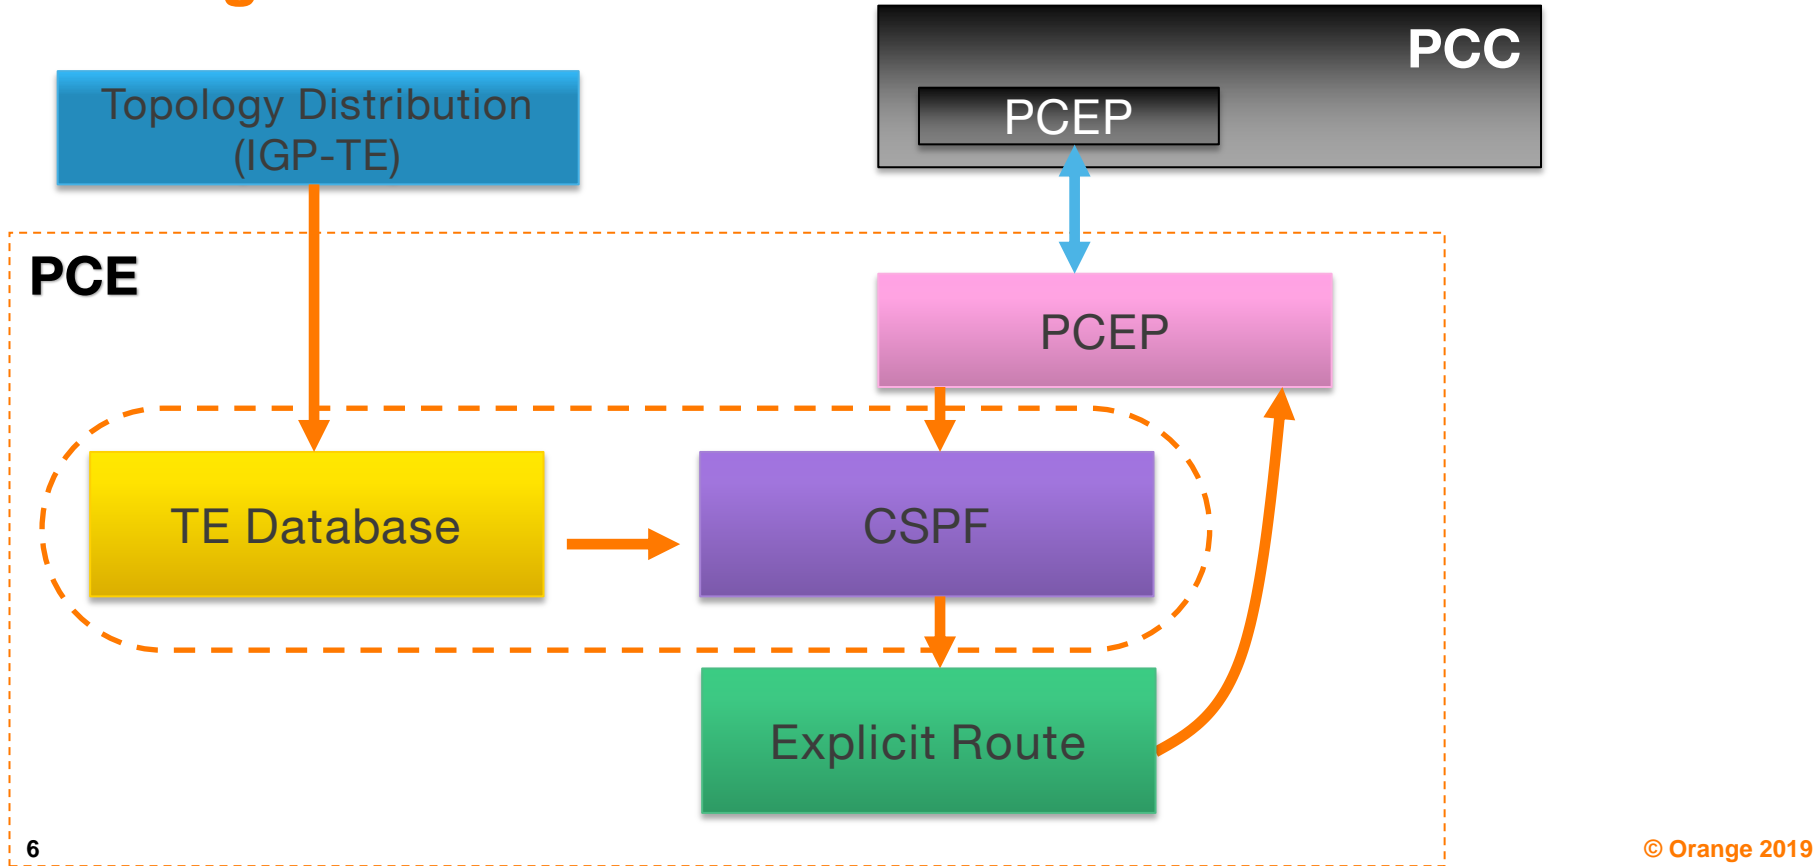 Topology Distribution
(IGP-TE)
PCC
PCEP
PCE
PCEP
TE Database
CSPF
Explicit Route
6
© Orange 2019